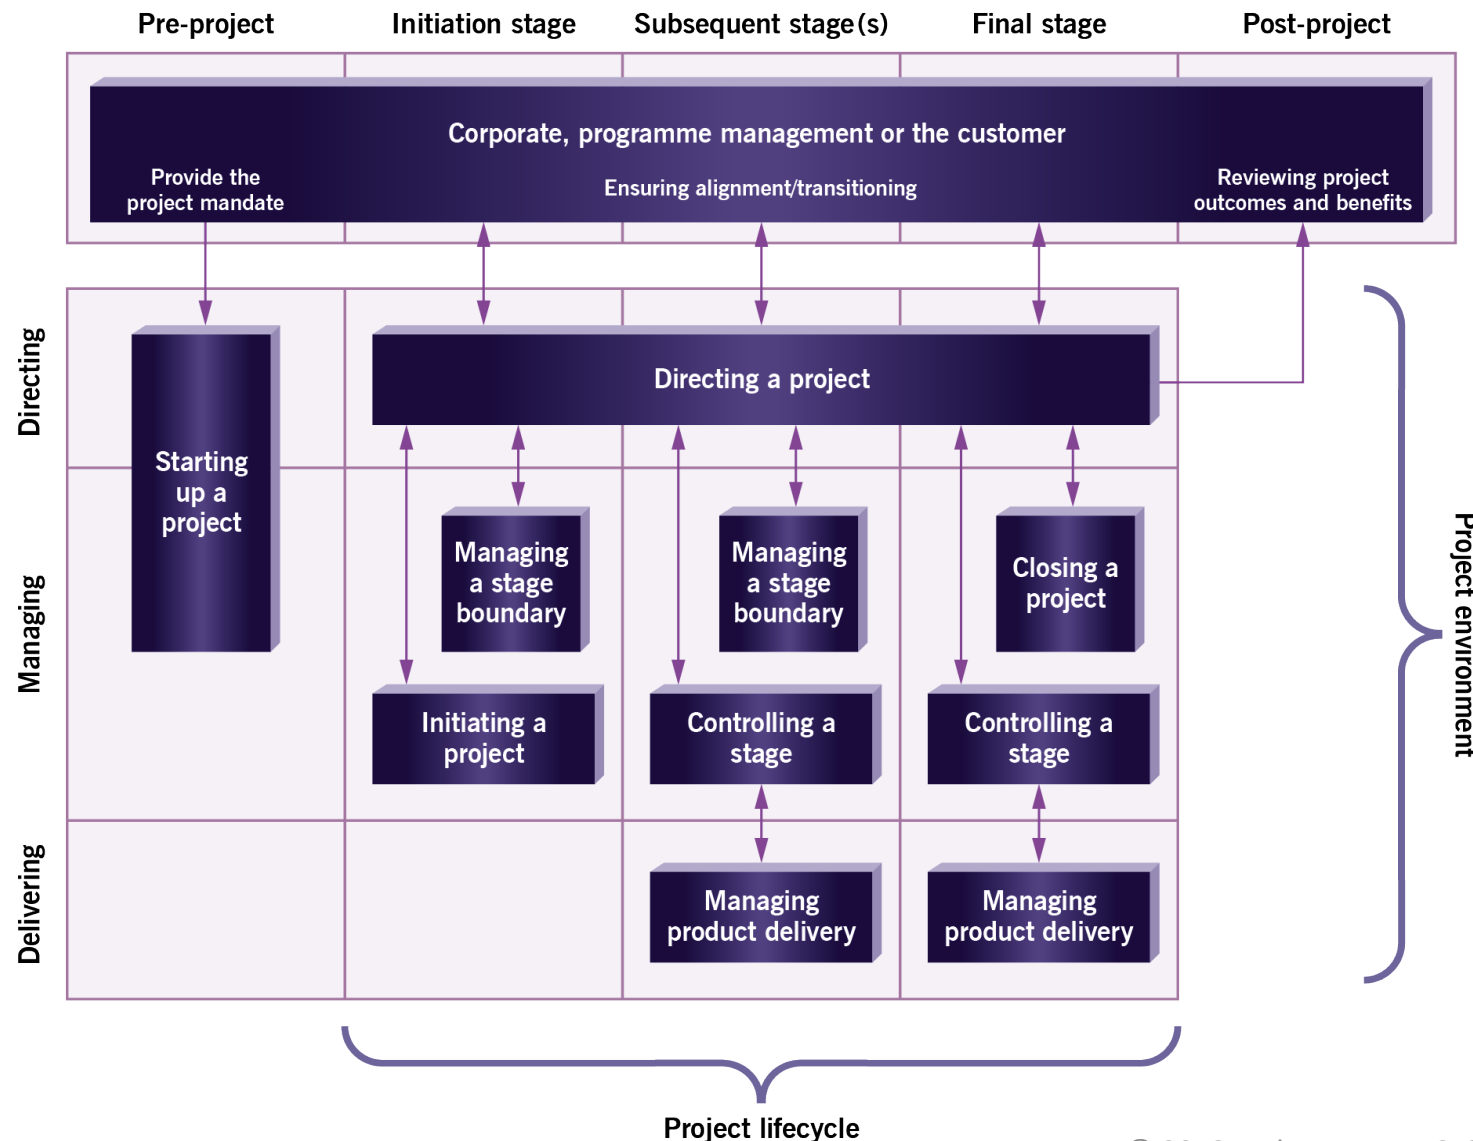 Pre-project
Initiation stage
Subsequent stage(s)
Final stage
Post-project
Corporate, programme management or the customer
Provide the
project mandate
Ensuring alignment/transitioning
Reviewing project
outcomes and benefits
Directing
Directing a project
Starting
up a
project
Managing
Managing
a stage
boundary
Managing
a stage
boundary
Closing a
project
Initiating a
project
Controlling a
stage
Controlling a
stage
Delivering
Managing
product delivery
Managing
product delivery
Project environment
Project lifecycle